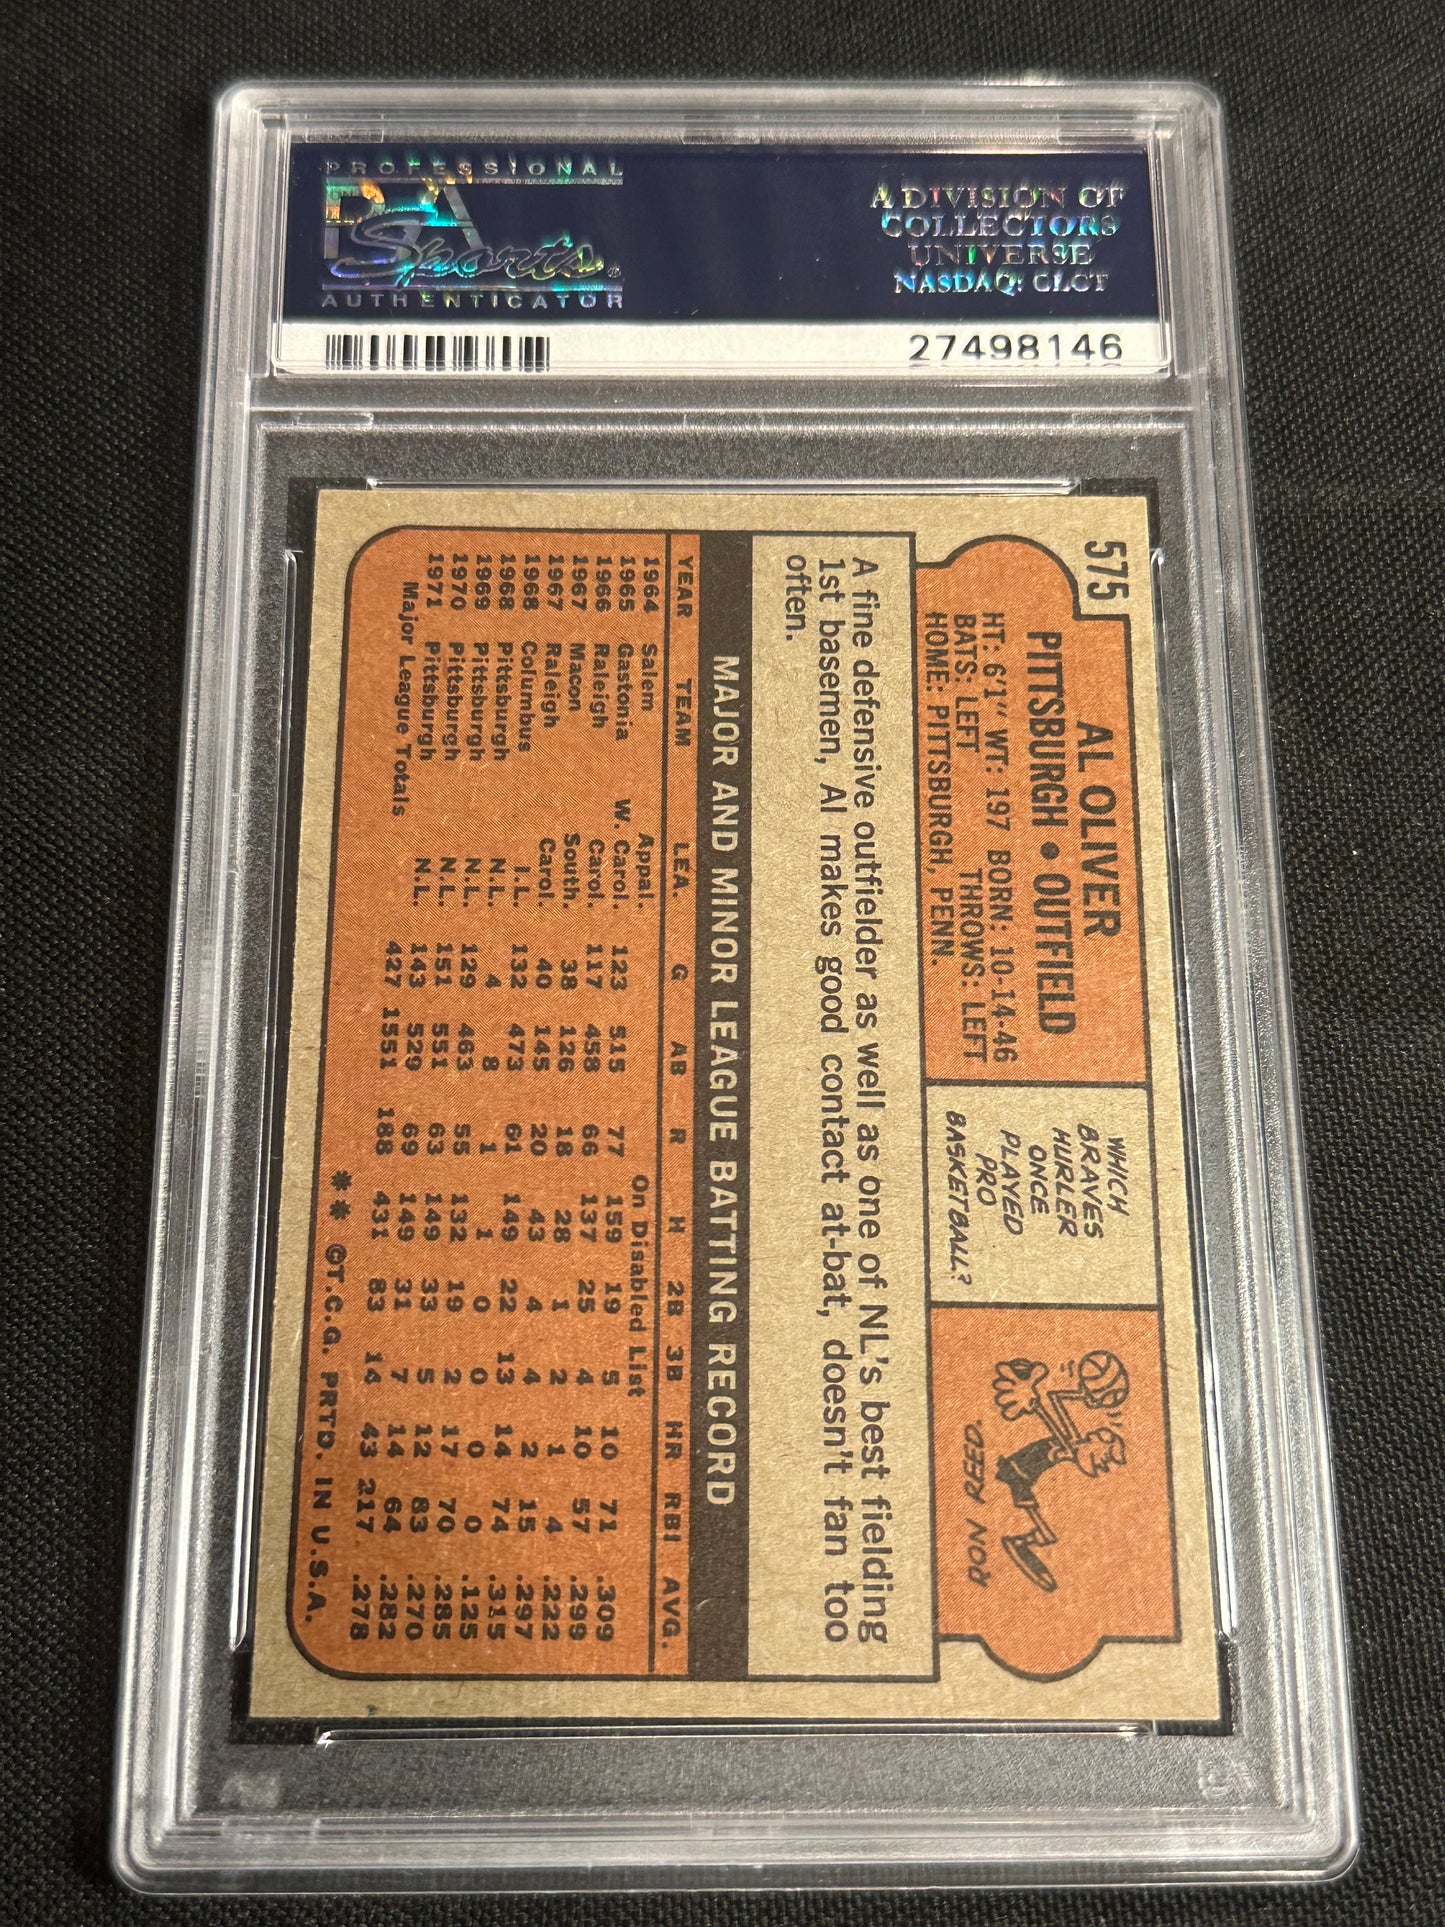 PROFESSIONAL
PSA
Sports®
AUTHENTICATOR
A DIVISION OF
COLLECTORS
UNIVERSE
NASDAQ: CLCT
27498146
575
AL OLIVER
PITTSBURGH • OUTFIELD
HT: 6'1" WT: 197 BORN: 10-14-46
BATS: LEFT THROWS: LEFT
HOME: PITTSBURGH, PENN.
WHICH
BRAVES
HURLER
ONCE
PLAYED
PRO
BASKETBALL?
RON REED.
A fine defensive outfielder as well as one of NL's best fielding
1st basemen, Al makes good contact at-bat, doesn't fan too
often.
MAJOR AND MINOR LEAGUE BATTING RECORD
YEAR TEAM LEA. G AB R H 2B 3B HR RBI AVG.
1964 Salem Appal. On Disabled List
1965 Gastonia W. Carol. 123 515 77 159 19 5 10 71 .309
1966 Raleigh Carol. 117 458 66 137 25 4 10 57 .299
1967 Macon South. 38 126 18 28 1 2 1 4 .222
1967 Raleigh Carol. 40 145 20 43 4 4 2 15 .297
1968 Columbus I.L. 132 473 61 149 22 13 14 74 .315
1968 Pittsburgh N.L. 4 8 1 1 0 0 0 0 .125
1969 Pittsburgh N.L. 129 463 55 132 19 2 17 70 .285
1970 Pittsburgh N.L. 151 551 63 149 33 5 12 83 .270
1971 Pittsburgh N.L. 143 529 69 149 31 7 14 64 .282
Major League Totals 427 1551 188 431 83 14 43 217 .278
** ©T.C.G. PRTD. IN U.S.A.